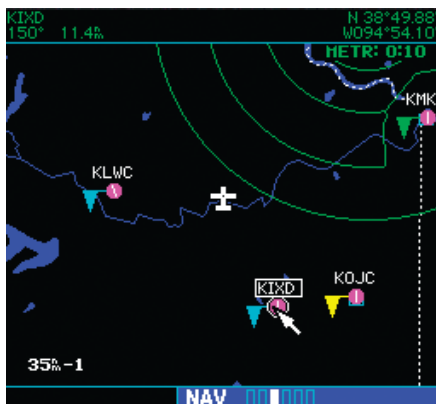 KIXD N 38°49.88'
150° 11.4nm W094°54.10'
METR: 0:10
KMK
KLWC
KIXD
KOJC
35nm-1
NAV